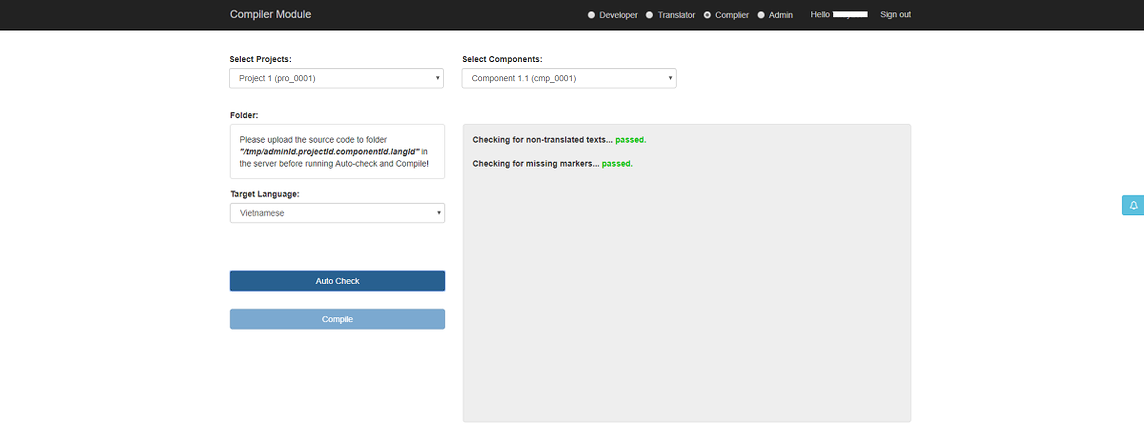 Compiler Module
Developer
Translator
Complier
Admin
Hello
Sign out
Select Projects:
Select Components:
Project 1 (pro_0001)
Component 1.1 (cmp_0001)
Folder:
Please upload the source code to folder
"/tmp/adminId.projectId.componentId.langId" in
the server before running Auto-check and Compile!
Target Language:
Vietnamese
Auto Check
Compile
Checking for non-translated texts... passed.
Checking for missing markers... passed.